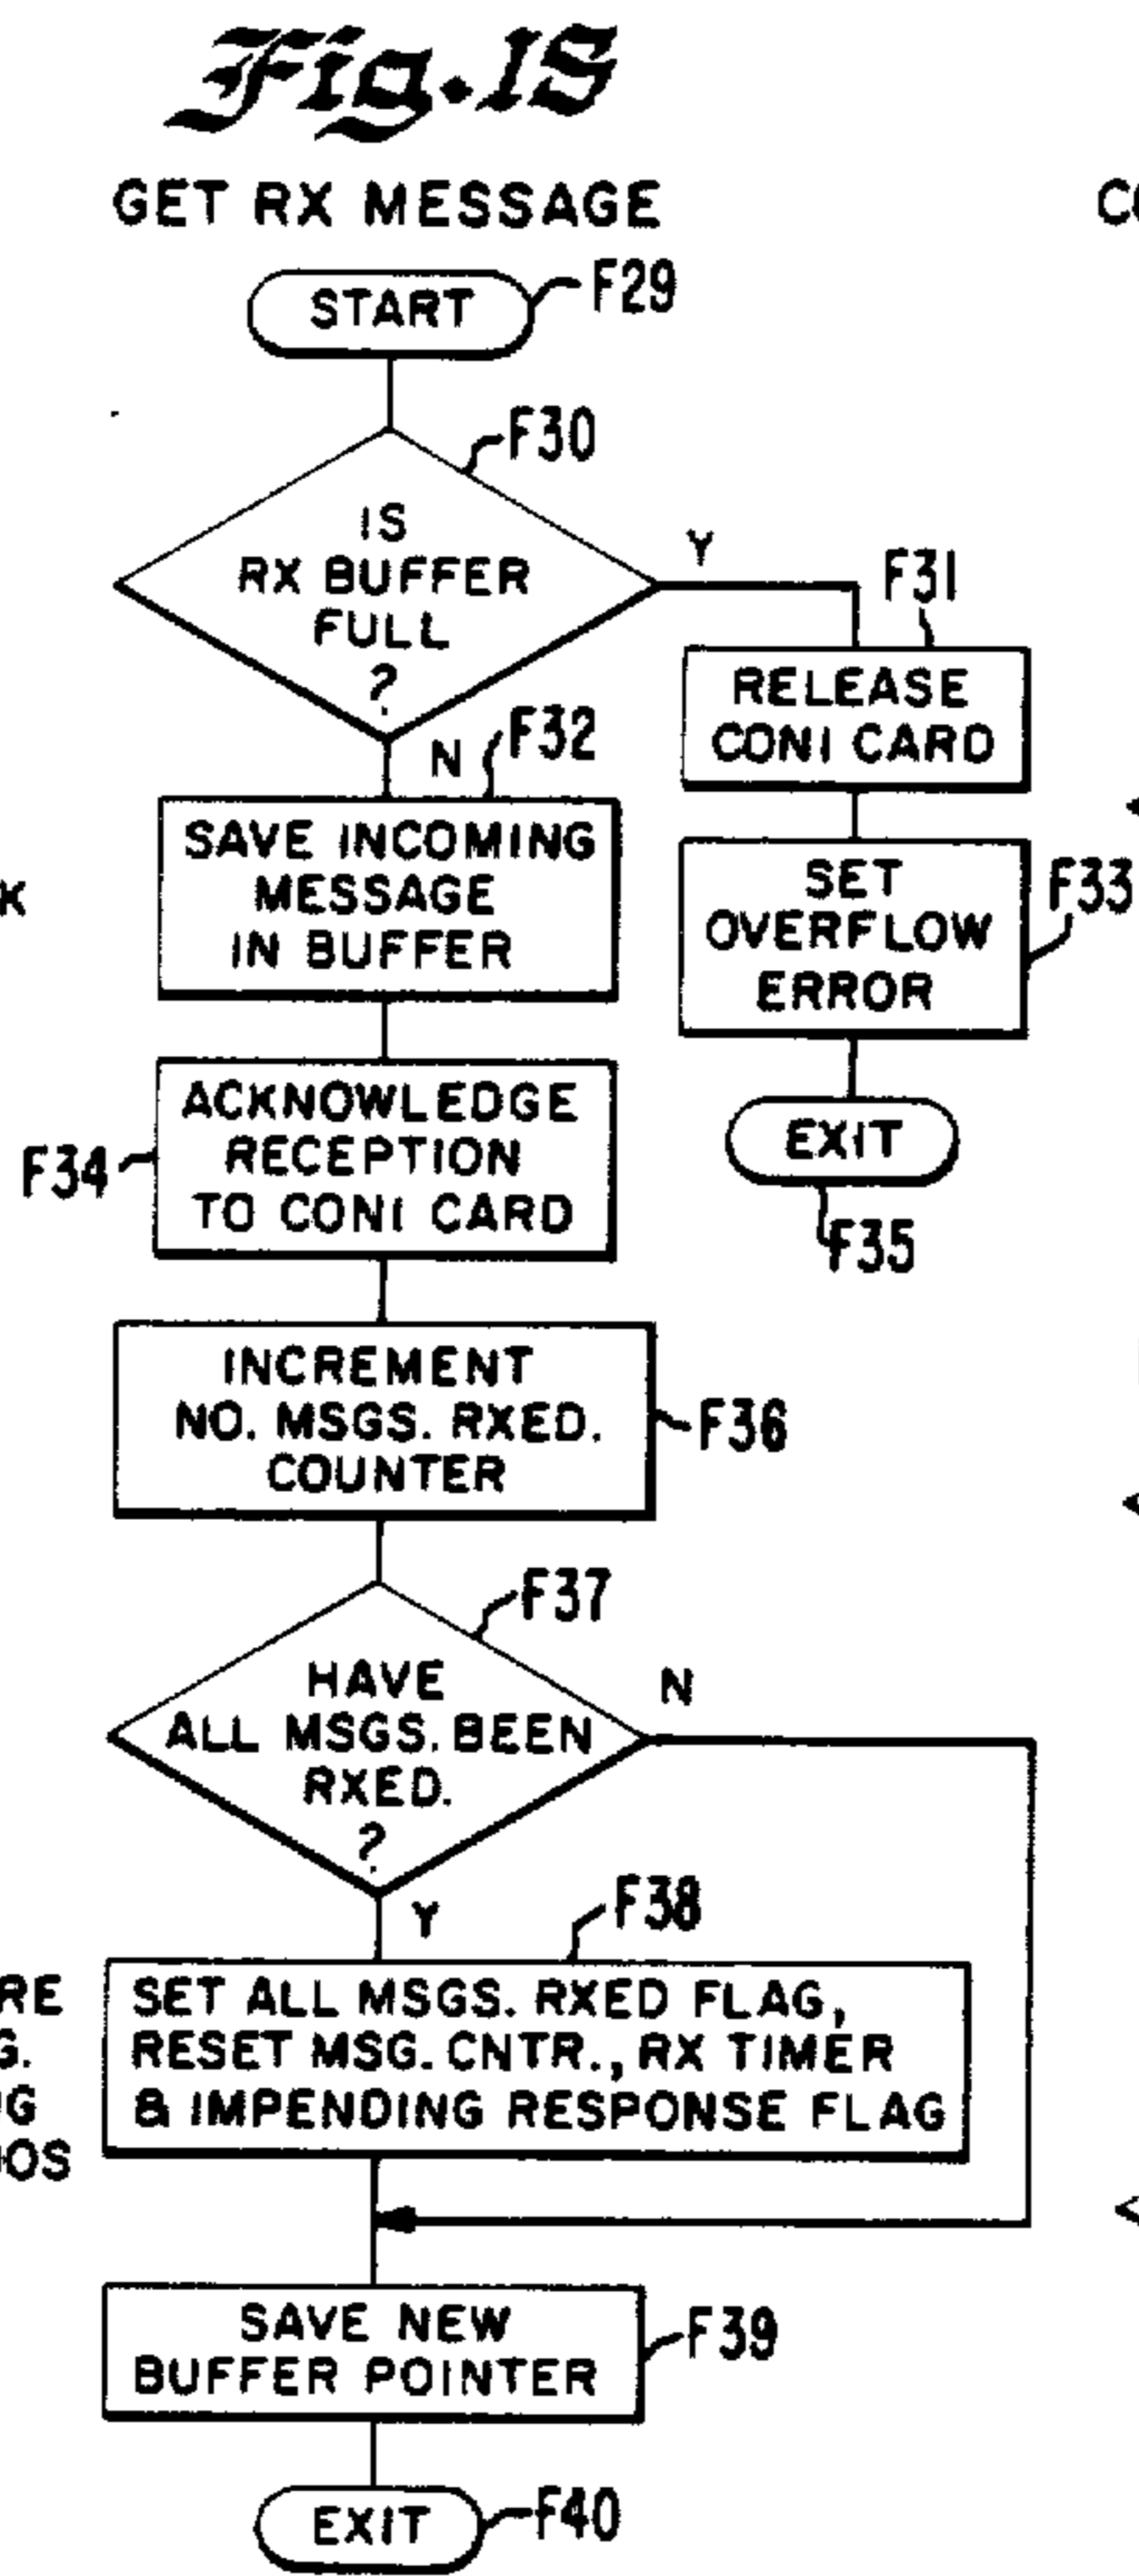 Fig. 15
GET RX MESSAGE
START
F29
F30
IS
RX BUFFER
FULL
?
Y
N
F31
RELEASE
CONI CARD
F32
SAVE INCOMING
MESSAGE
IN BUFFER
SET
OVERFLOW
ERROR
F33
ACKNOWLEDGE
RECEPTION
TO CONI CARD
F34
EXIT
F35
INCREMENT
NO. MSGS. RXED.
COUNTER
F36
F37
HAVE
ALL MSGS. BEEN
RXED.
?
N
Y
F38
SET ALL MSGS. RXED FLAG,
RESET MSG. CNTR., RX TIMER
& IMPENDING RESPONSE FLAG
SAVE NEW
BUFFER POINTER
F39
EXIT
F40